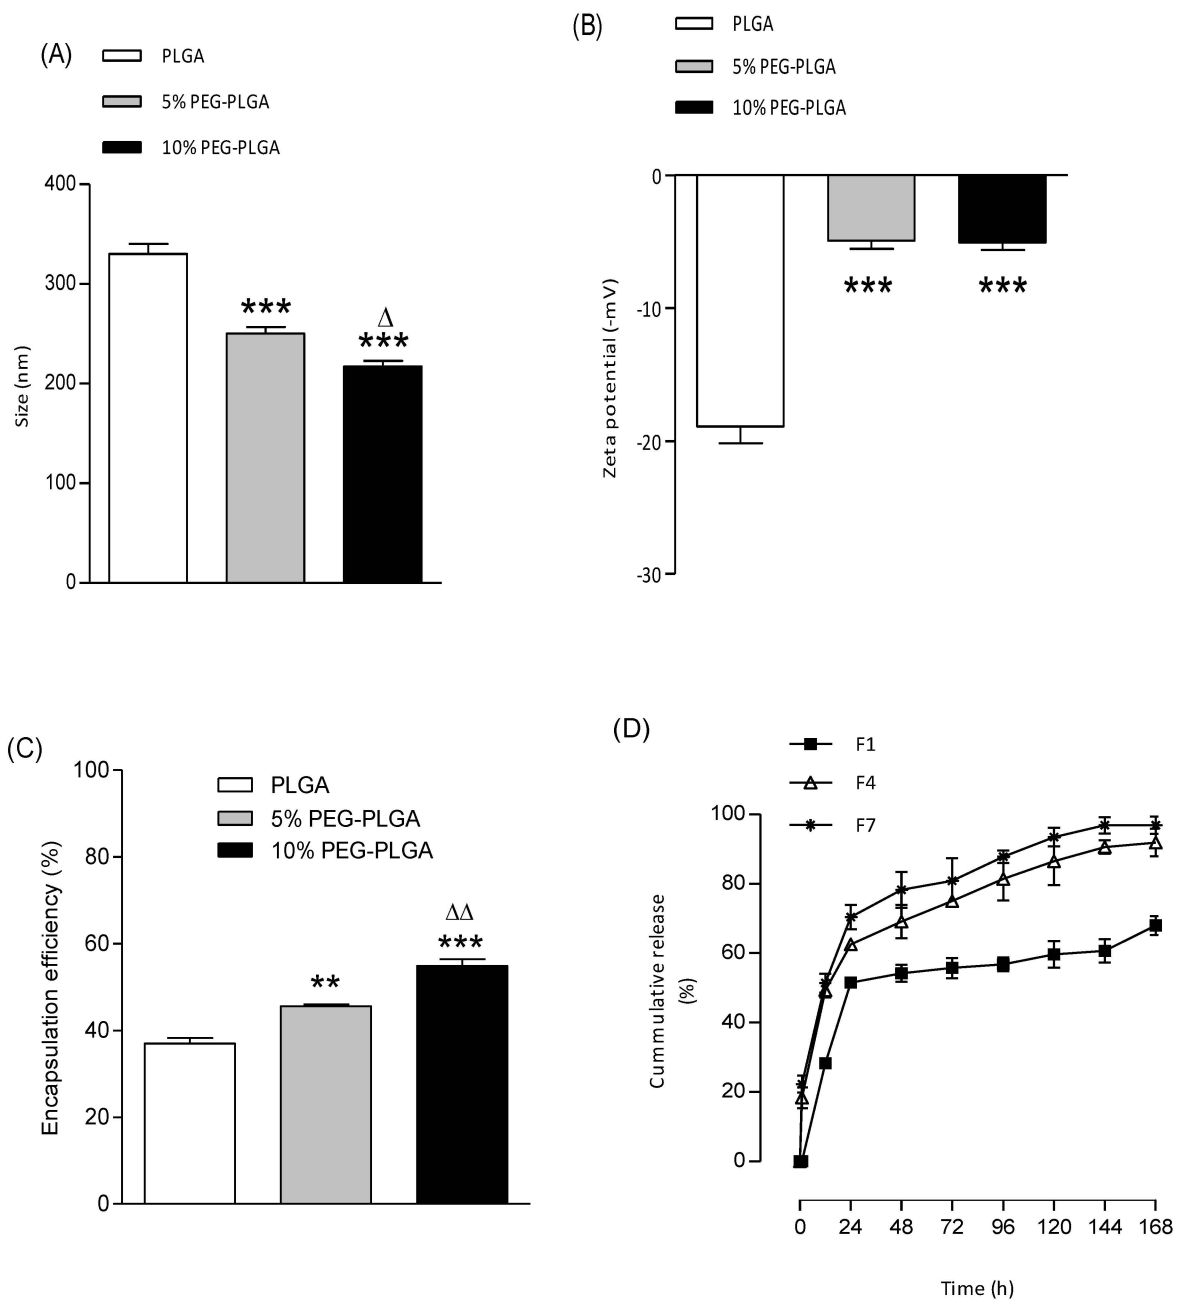 (A)
PLGA
5% PEG-PLGA
10% PEG-PLGA
400
300
200
100
0
Size (nm)
***
Δ
***
(B)
PLGA
5% PEG-PLGA
10% PEG-PLGA
0
-10
-20
-30
Zeta potential (-mV)
***
***
(C)
PLGA
5% PEG-PLGA
10% PEG-PLGA
100
80
60
40
20
0
Encapsulation efficiency (%)
**
ΔΔ
***
(D)
F1
F4
F7
100
80
60
40
20
0
Cummulative release
(%)
0 24 48 72 96 120 144 168
Time (h)